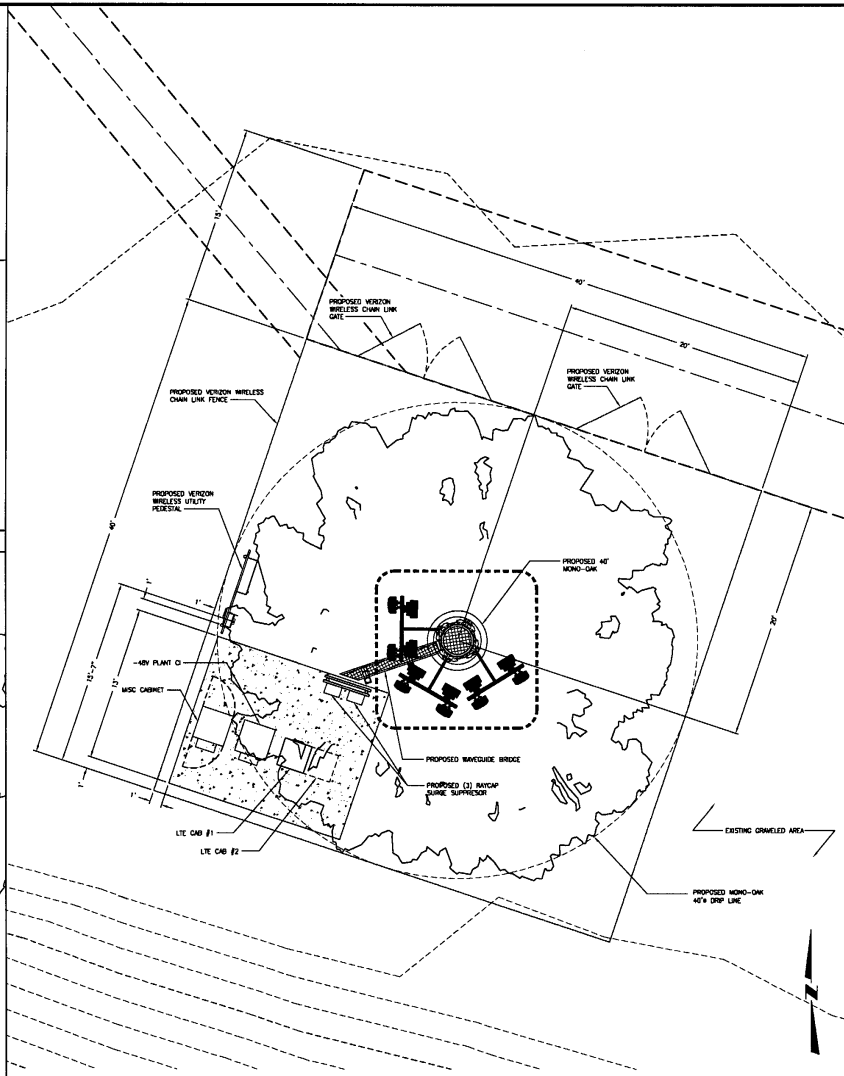 15'
40'
20'
PROPOSED VERIZON
WIRELESS CHAIN LINK
GATE
PROPOSED VERIZON
WIRELESS CHAIN LINK
GATE
PROPOSED VERIZON WIRELESS
CHAIN LINK FENCE
PROPOSED VERIZON
WIRELESS UTILITY
PEDESTAL
40'
PROPOSED 40'
MONO-OAK
20'
1'
1'
15'-7"
13'
-48V PLANT C1
MISC CABINET
PROPOSED WAVEGUIDE BRIDGE
PROPOSED (3) RAYCAP
SURGE SUPPRESOR
1'
1'
LTE CAB #1
LTE CAB #2
EXISTING GRAVELED AREA
PROPOSED MONO-OAK
40'ø DRIP LINE
N